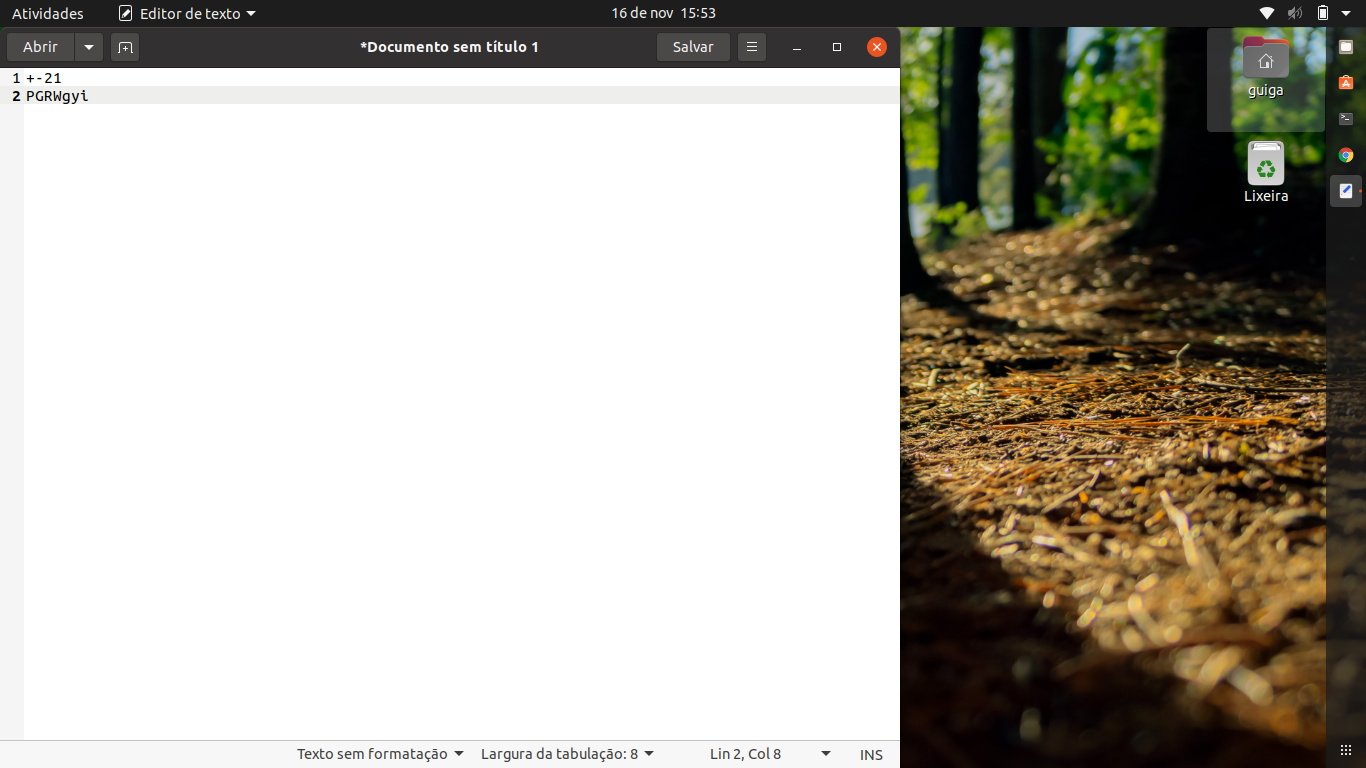 Atividades
Editor de texto
16 de nov 15:53
Abrir
*Documento sem título 1
Salvar
1 +-21
2 PGRWgyi
guiga
Lixeira
Texto sem formatação
Largura da tabulação: 8
Lin 2, Col 8
INS